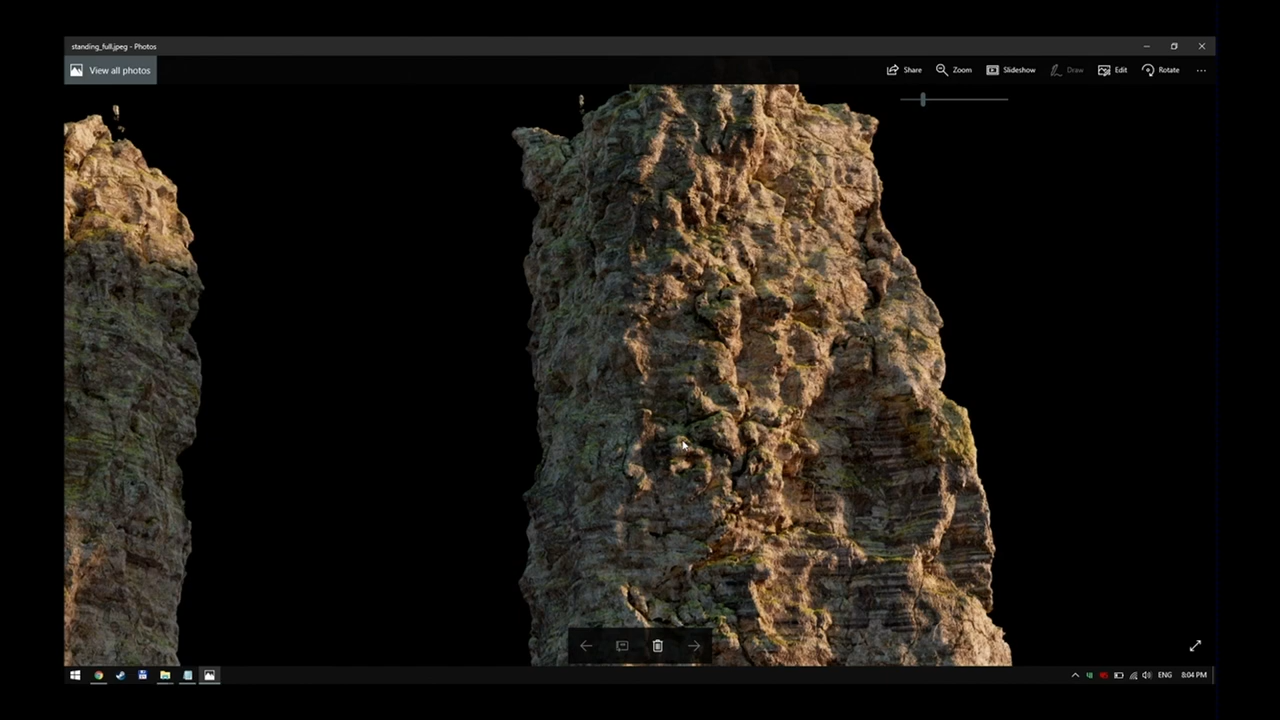 standing_full.jpeg - Photos
View all photos
Share
Zoom
Slideshow
Draw
Edit
Rotate
ENG
8:04 PM